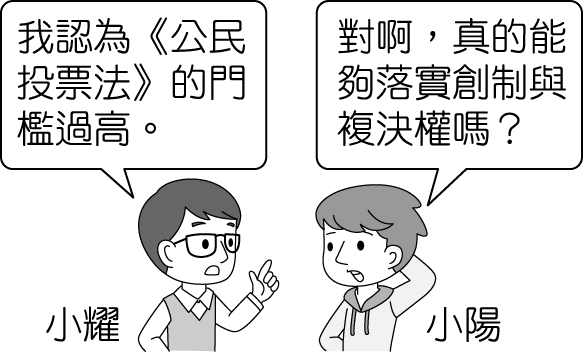 我認為《公民
投票法》的門
檻過高。
對啊，真的能
夠落實創制與
複決權嗎？
小耀
小陽